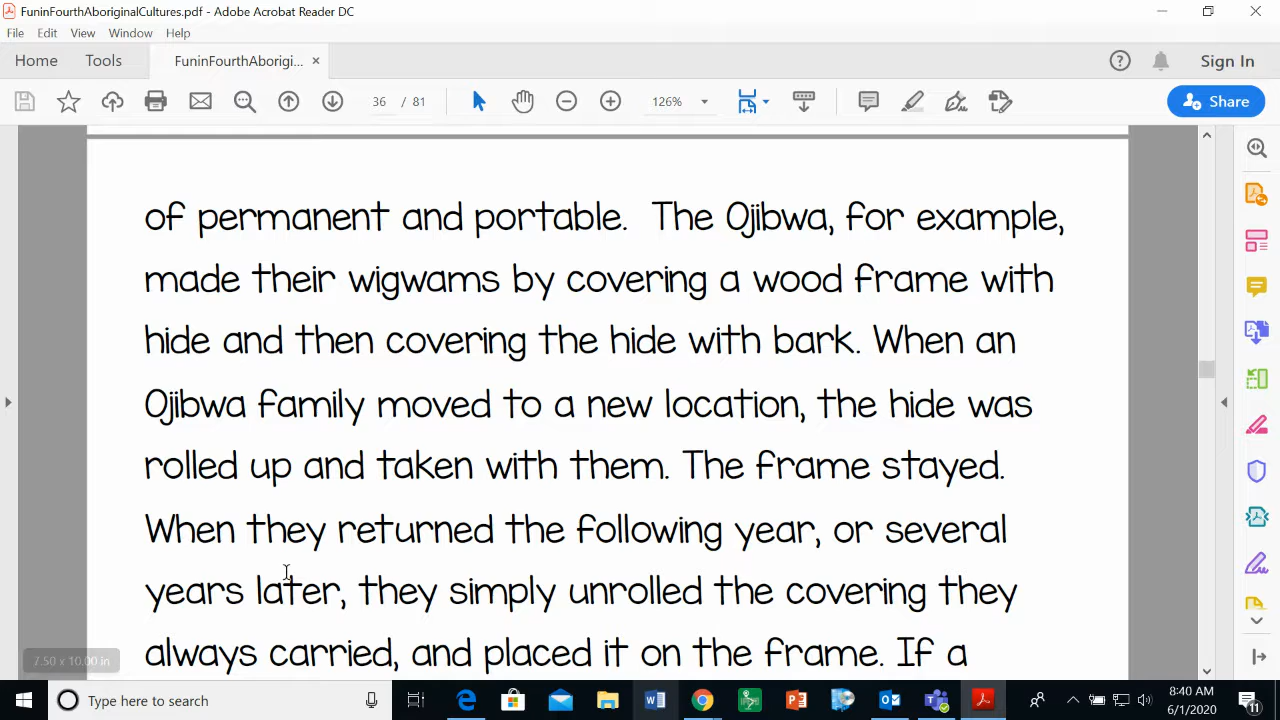 FuninFourthAboriginalCultures.pdf - Adobe Acrobat Reader DC
File Edit View Window Help
Home Tools FuninFourthAborigi... × Sign In
36 / 81 126% Share
of permanent and portable. The Ojibwa, for example,
made their wigwams by covering a wood frame with
hide and then covering the hide with bark. When an
Ojibwa family moved to a new location, the hide was
rolled up and taken with them. The frame stayed.
When they returned the following year, or several
years later, they simply unrolled the covering they
always carried, and placed it on the frame. If a
7.50 x 10.00 in
Type here to search
8:40 AM
6/1/2020
11